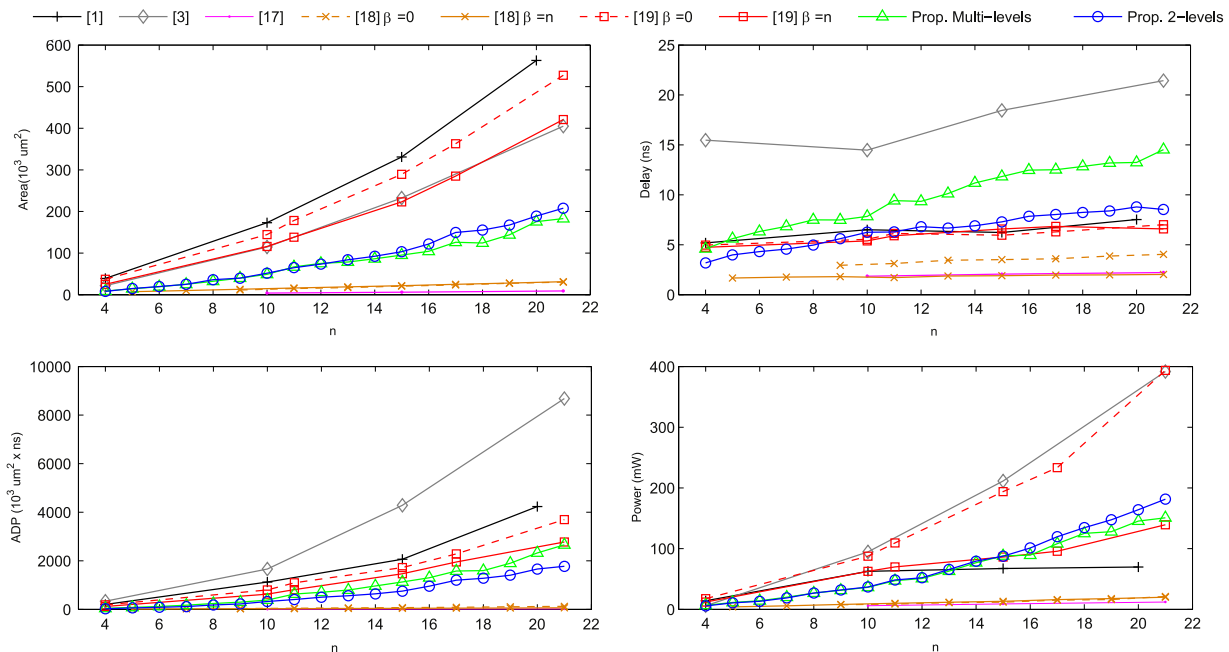 [1] [3] [17] [18] β =0 [18] β =n [19] β =0 [19] β =n Prop. Multi-levels Prop. 2-levels
600
500
400
300
200
100
0
Area(10³ um²)
4 6 8 10 12 14 16 18 20 22
n
25
20
15
10
5
0
Delay (ns)
4 6 8 10 12 14 16 18 20 22
n
10000
8000
6000
4000
2000
0
ADP (10³ um² x ns)
4 6 8 10 12 14 16 18 20 22
n
400
300
200
100
0
Power (mW)
4 6 8 10 12 14 16 18 20 22
n